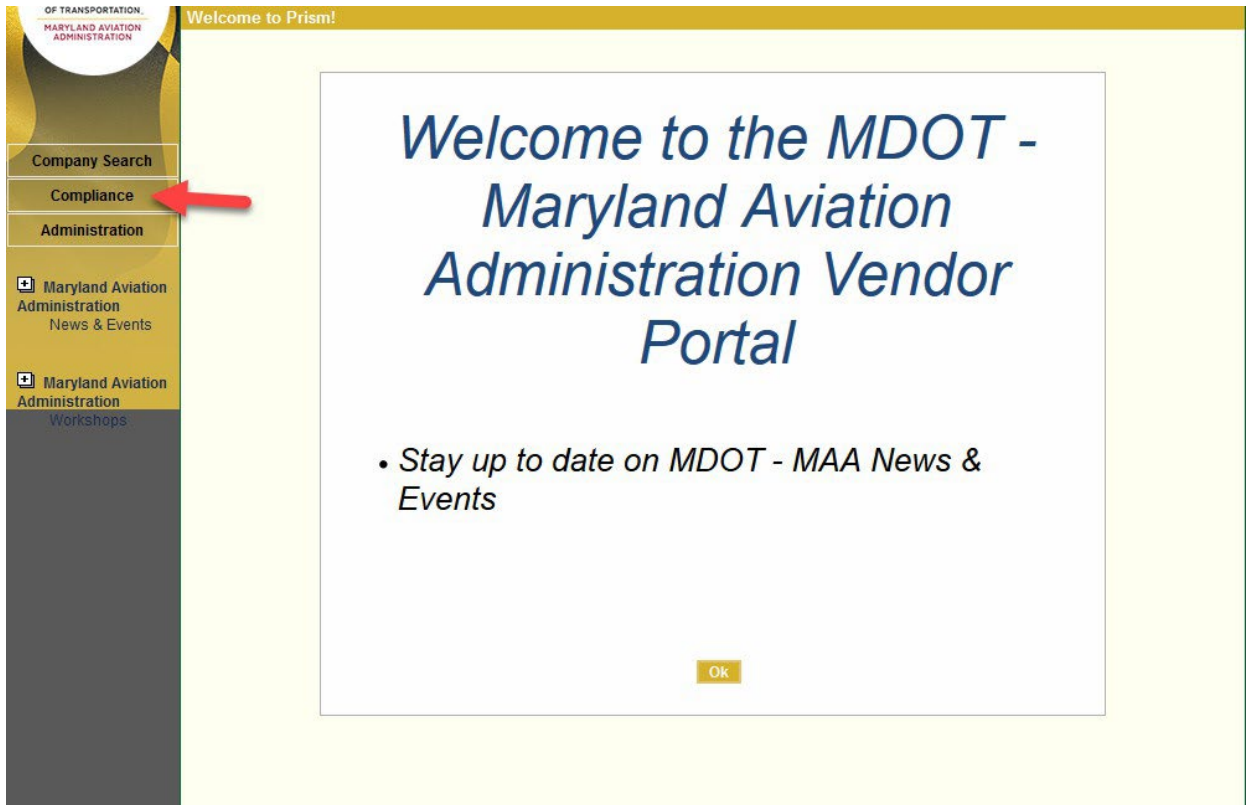 OF TRANSPORTATION
MARYLAND AVIATION
ADMINISTRATION
Welcome to Prism!
Company Search
Compliance
Administration
Maryland Aviation
Administration
News & Events
Maryland Aviation
Administration
Workshops
Welcome to the MDOT -
Maryland Aviation
Administration Vendor
Portal
• Stay up to date on MDOT - MAA News &
Events
Ok